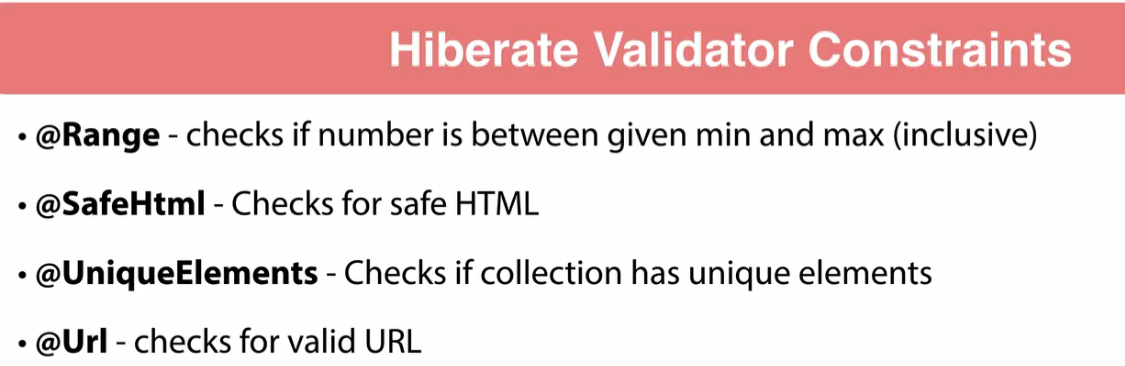 Hiberate Validator Constraints
• @Range - checks if number is between given min and max (inclusive)
• @SafeHtml - Checks for safe HTML
• @UniqueElements - Checks if collection has unique elements
• @Url - checks for valid URL